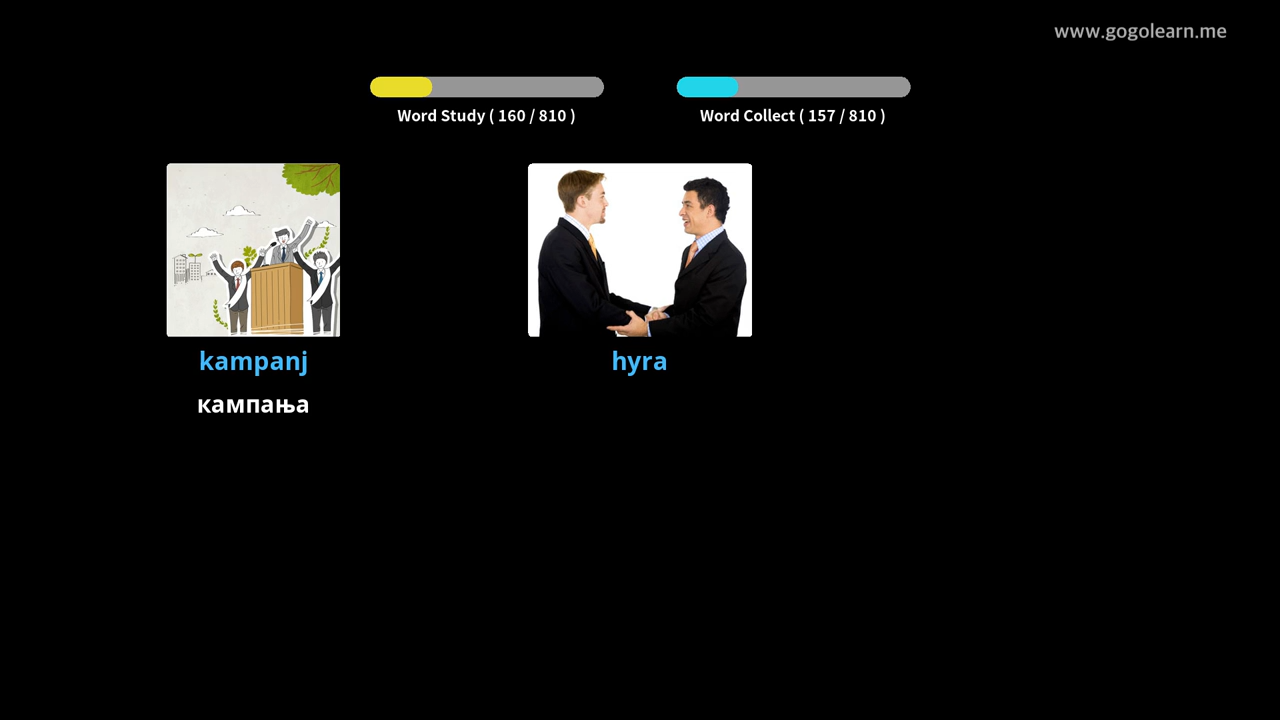 www.gogolearn.me
Word Study ( 160 / 810 )
Word Collect ( 157 / 810 )
kampanj
hyra
кампања